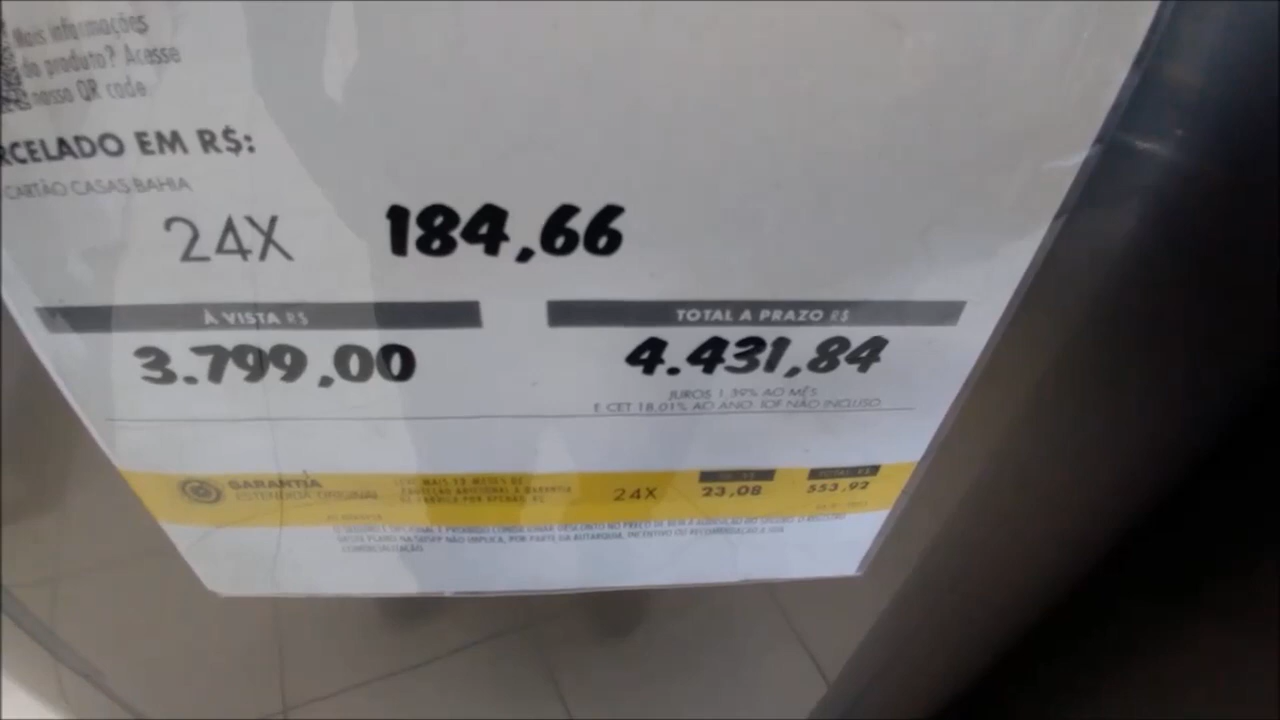 Mais informações
do produto? Acesse
nosso QR code
RCELADO EM R$:
CARTÃO CASAS BAHIA
24X 184,66
À VISTA R$ TOTAL A PRAZO R$
3.799,00 4.431,84
JUROS 1,39% AO MÊS
E CET 18,01% AO ANO. IOF NÃO INCLUSO
GARANTIA
ESTENDIDA ORIGINAL
24X 23,08 553,92
TOTAL R$